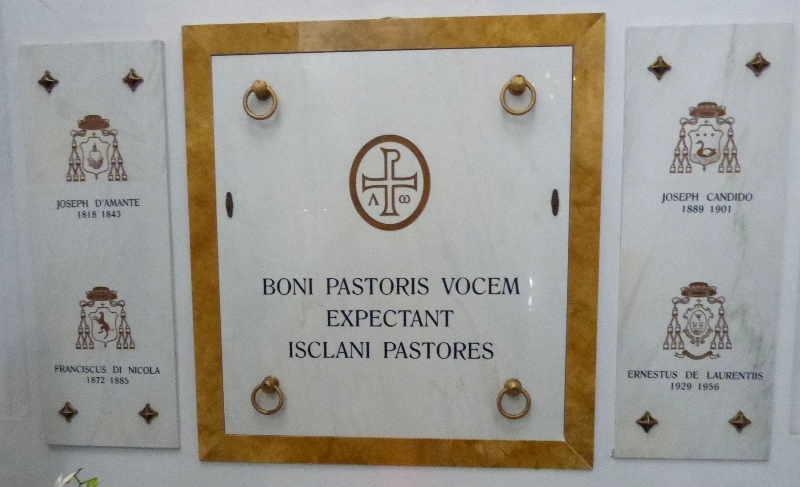 JOSEPH D'AMANTE
1818 1843
FRANCISCUS DI NICOLA
1872 1885
Λ ω
BONI PASTORIS VOCEM
EXPECTANT
ISCLANI PASTORES
JOSEPH CANDIDO
1889 1901
ERNESTUS DE LAURENTIIS
1929 1956